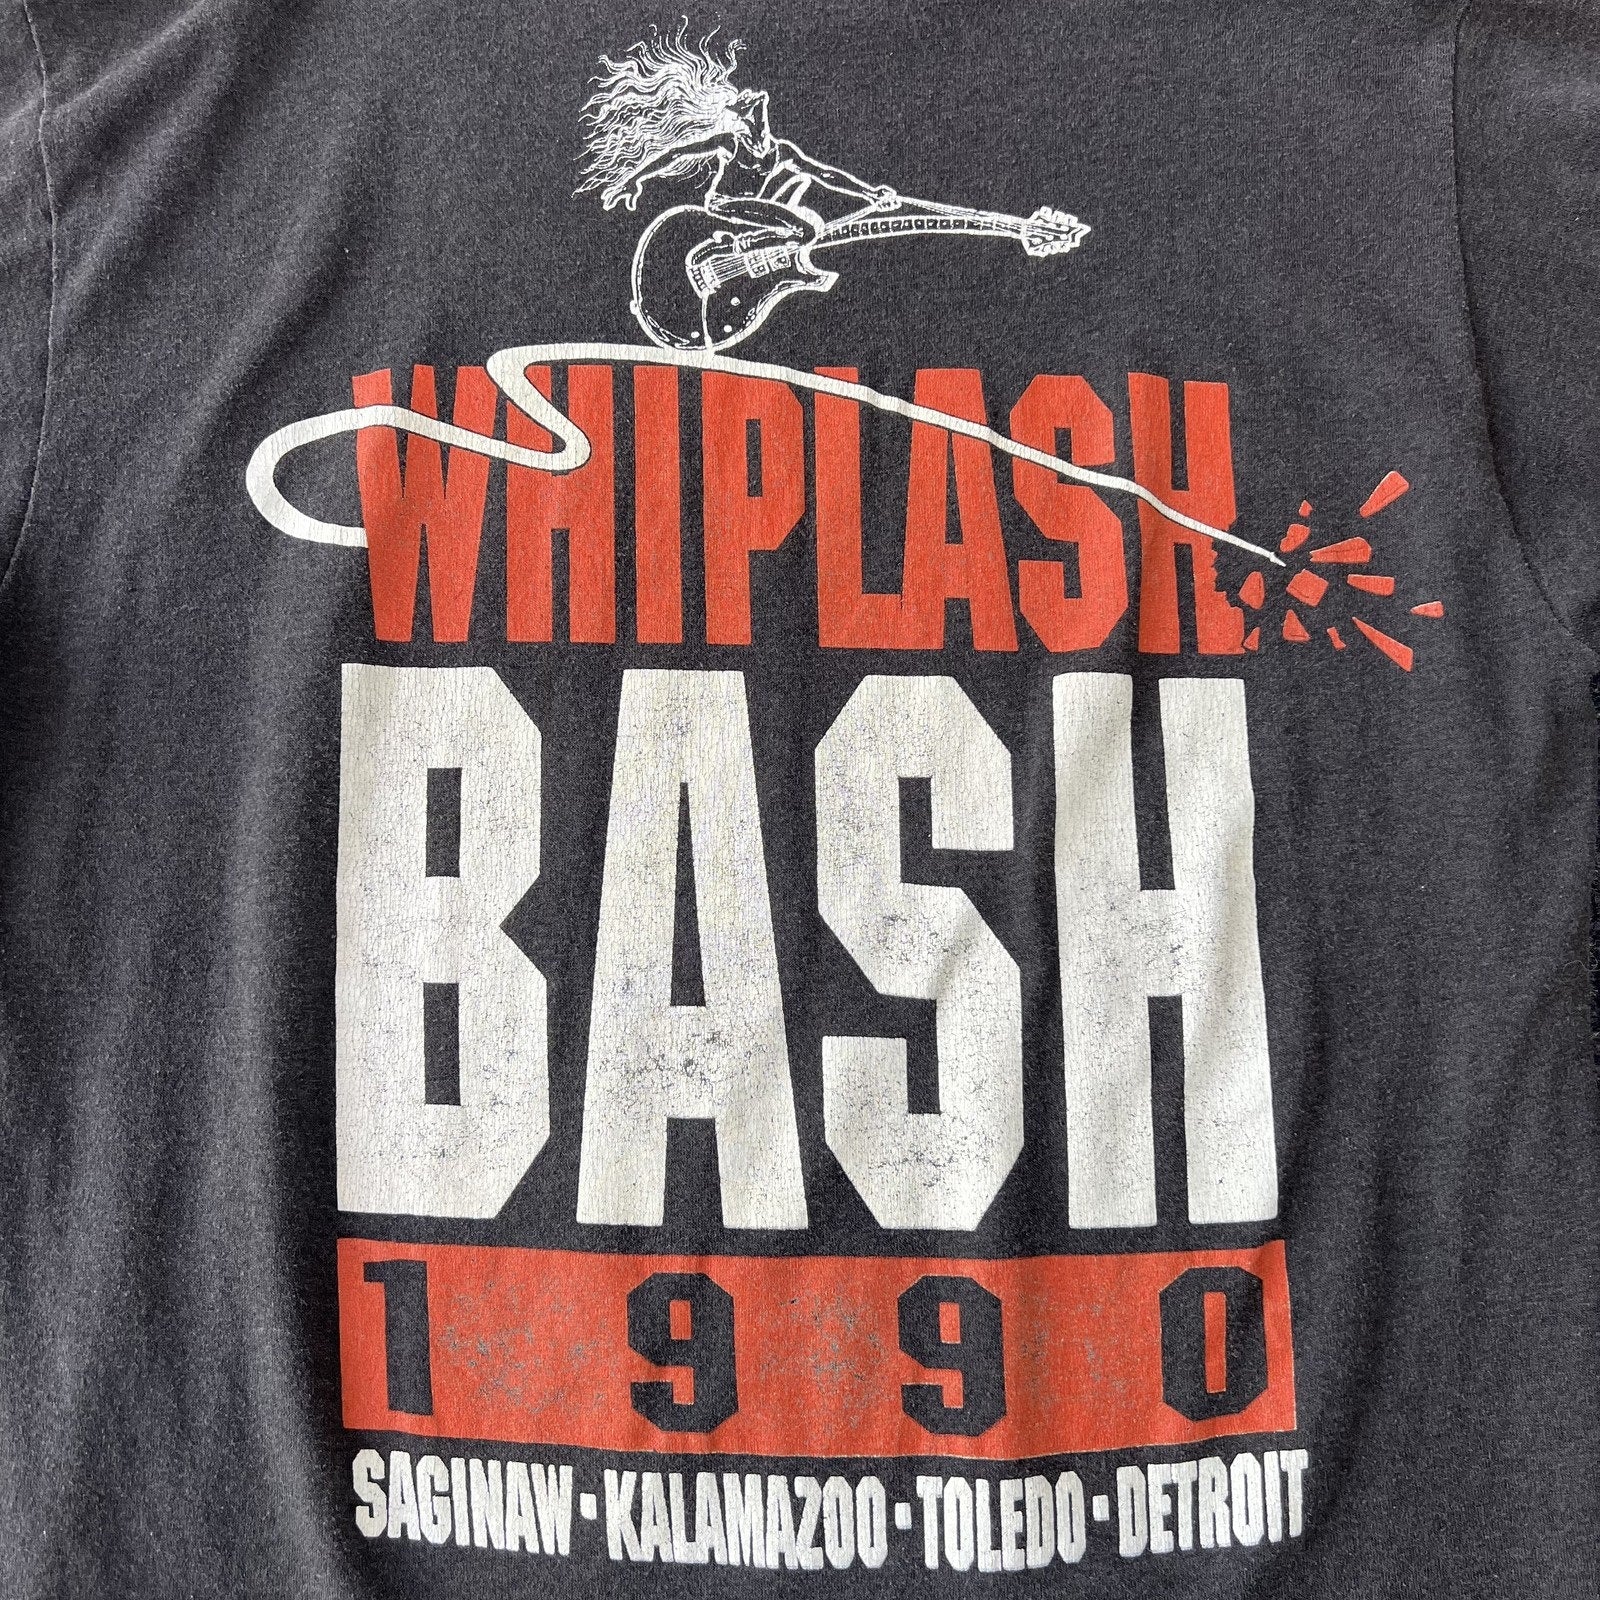 WHIPLASH
BASH
1990
SAGINAW · KALAMAZOO · TOLEDO · DETROIT